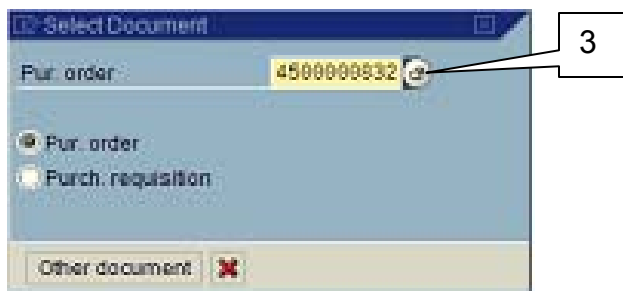 Select Document
3
Pur. order 4500000832
Pur. order
Purch. requisition
Other document